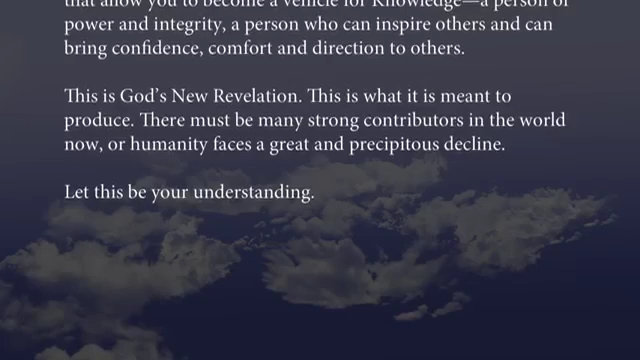 that allow you to become a vehicle for Knowledge—a person of
power and integrity, a person who can inspire others and can
bring confidence, comfort and direction to others.
This is God's New Revelation. This is what it is meant to
produce. There must be many strong contributors in the world
now, or humanity faces a great and precipitous decline.
Let this be your understanding.